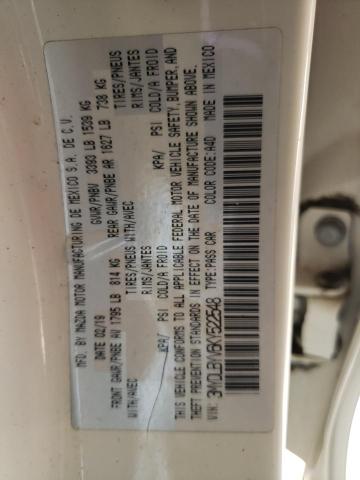 MFD. BY MAZDA MOTOR MANUFACTURING DE MEXICO S.A. DE C.V.
DATE 02/19 GVWR/PNBV 3393 LB 1539 KG
FRONT GAWR/PNBE AV 1795 LB 814 KG REAR GAWR/PNBE AR 1627 LB 738 KG
WITH/AVEC TIRES/PNEUS WITH/AVEC TIRES/PNEUS
RIMS/JANTES RIMS/JANTES
KPA/ PSI COLD/A FROID KPA/ PSI COLD/A FROID
THIS VEHICLE CONFORMS TO ALL APPLICABLE FEDERAL MOTOR VEHICLE SAFETY, BUMPER, AND
THEFT PREVENTION STANDARDS IN EFFECT ON THE DATE OF MANUFACTURE SHOWN ABOVE.
VIN: TYPE:PASS CAR COLOR CODE:A4D MADE IN MEXICO